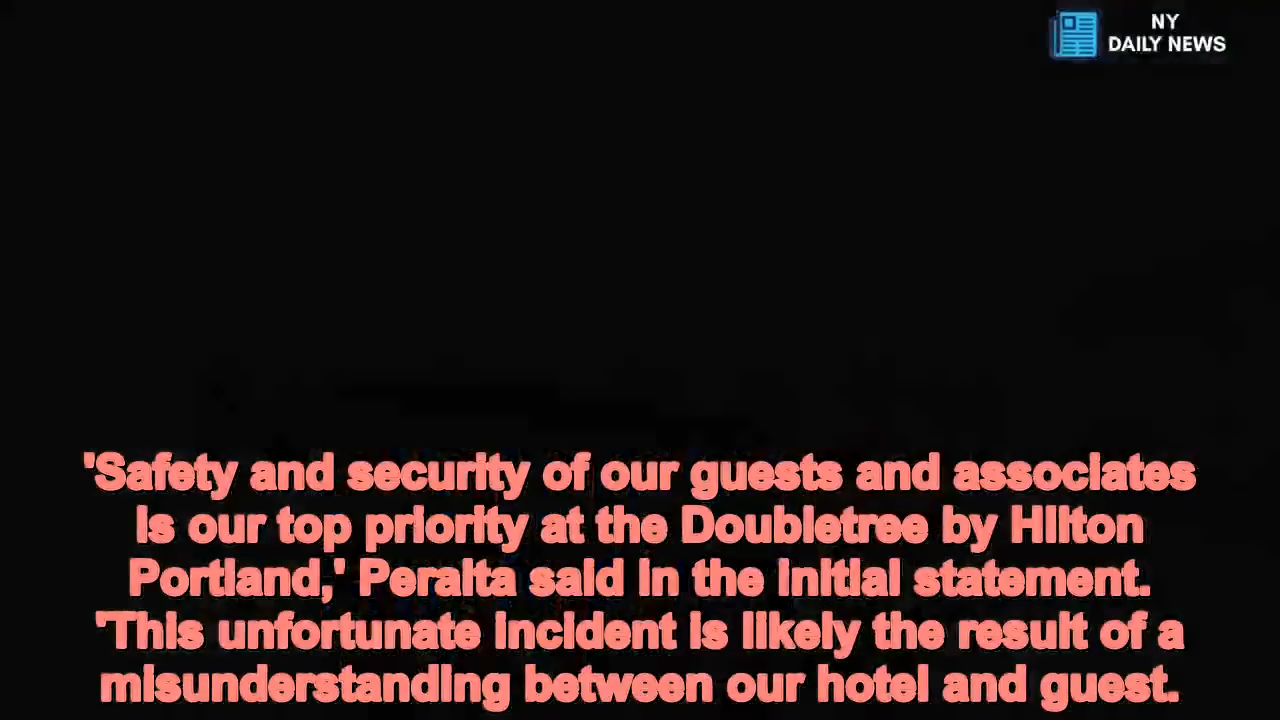 NY
DAILY NEWS
'Safety and security of our guests and associates
is our top priority at the Doubletree by Hilton
Portland,' Peralta said in the initial statement.
'This unfortunate incident is likely the result of a
misunderstanding between our hotel and guest.